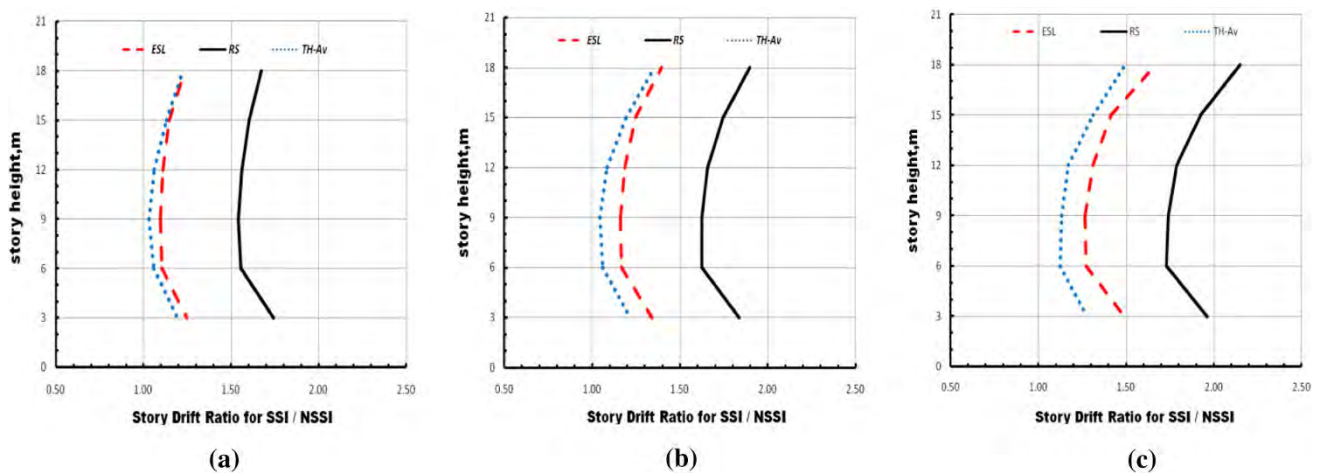 21
18
15
12
9
6
3
0
story height,m
ESL RS TH-Av
0.50 1.00 1.50 2.00 2.50
Story Drift Ratio for SSI / NSSI
(a)
21
18
15
12
9
6
3
0
story height,m
ESL RS TH-Av
0.50 1.00 1.50 2.00 2.50
Story Drift Ratio for SSI / NSSI
(b)
21
18
15
12
9
6
3
0
story height,m
ESL RS TH-Av
0.50 1.00 1.50 2.00 2.50
Story Drift Ratio for SSI / NSSI
(c)